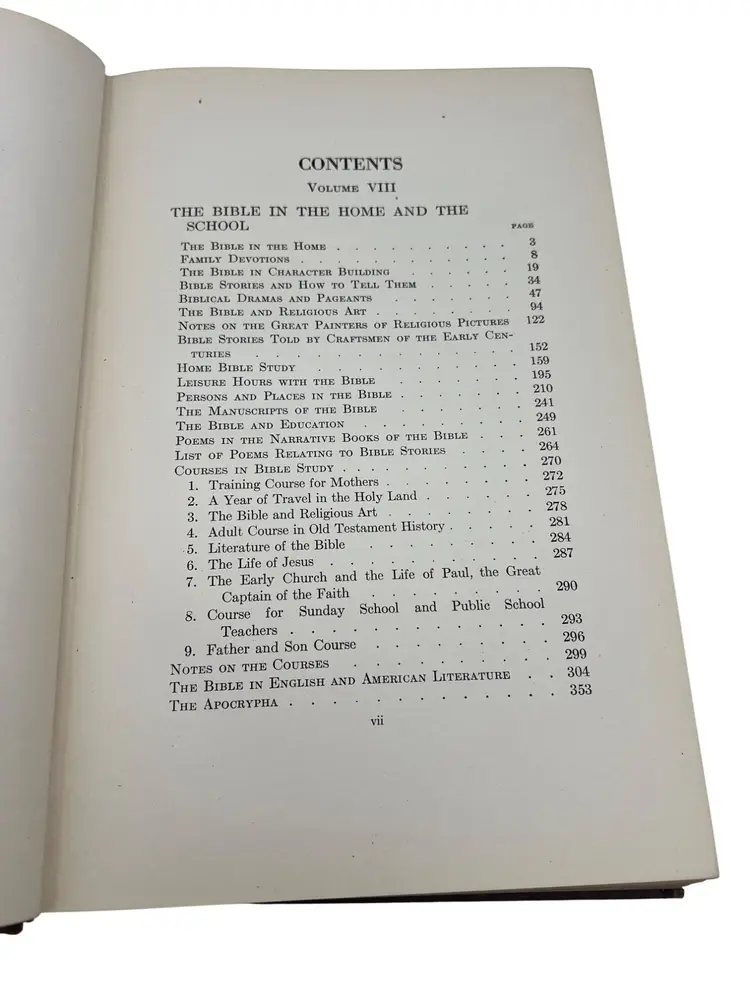 CONTENTS
VOLUME VIII
THE BIBLE IN THE HOME AND THE
SCHOOL PAGE
THE BIBLE IN THE HOME . . . . . . . . . . 3
FAMILY DEVOTIONS . . . . . . . . . . . . 8
THE BIBLE IN CHARACTER BUILDING . . . . . . 19
BIBLE STORIES AND HOW TO TELL THEM . . . . . 34
BIBLICAL DRAMAS AND PAGEANTS . . . . . . 47
THE BIBLE AND RELIGIOUS ART . . . . . . . . 94
NOTES ON THE GREAT PAINTERS OF RELIGIOUS PICTURES 122
BIBLE STORIES TOLD BY CRAFTSMEN OF THE EARLY CEN-
TURIES . . . . . . . . . . . . . 152
HOME BIBLE STUDY . . . . . . . . . . 159
LEISURE HOURS WITH THE BIBLE . . . . . . . 195
PERSONS AND PLACES IN THE BIBLE . . . . . . . 210
THE MANUSCRIPTS OF THE BIBLE . . . . . . . 241
THE BIBLE AND EDUCATION . . . . . . . . 249
POEMS IN THE NARRATIVE BOOKS OF THE BIBLE . . . 261
LIST OF POEMS RELATING TO BIBLE STORIES . . . . 264
COURSES IN BIBLE STUDY . . . . . . . . . . 270
1. Training Course for Mothers . . . . . . . . 272
2. A Year of Travel in the Holy Land . . . . . . 275
3. The Bible and Religious Art . . . . . . . . 278
4. Adult Course in Old Testament History . . . . . 281
5. Literature of the Bible . . . . . . . . . 284
6. The Life of Jesus . . . . . . . . . . . 287
7. The Early Church and the Life of Paul, the Great
Captain of the Faith . . . . . . . . . 290
8. Course for Sunday School and Public School
Teachers . . . . . . . . . . . . 293
9. Father and Son Course . . . . . . . . . 296
NOTES ON THE COURSES . . . . . . . . . . 299
THE BIBLE IN ENGLISH AND AMERICAN LITERATURE . . 304
THE APOCRYPHA . . . . . . . . . . . . . 353
vii